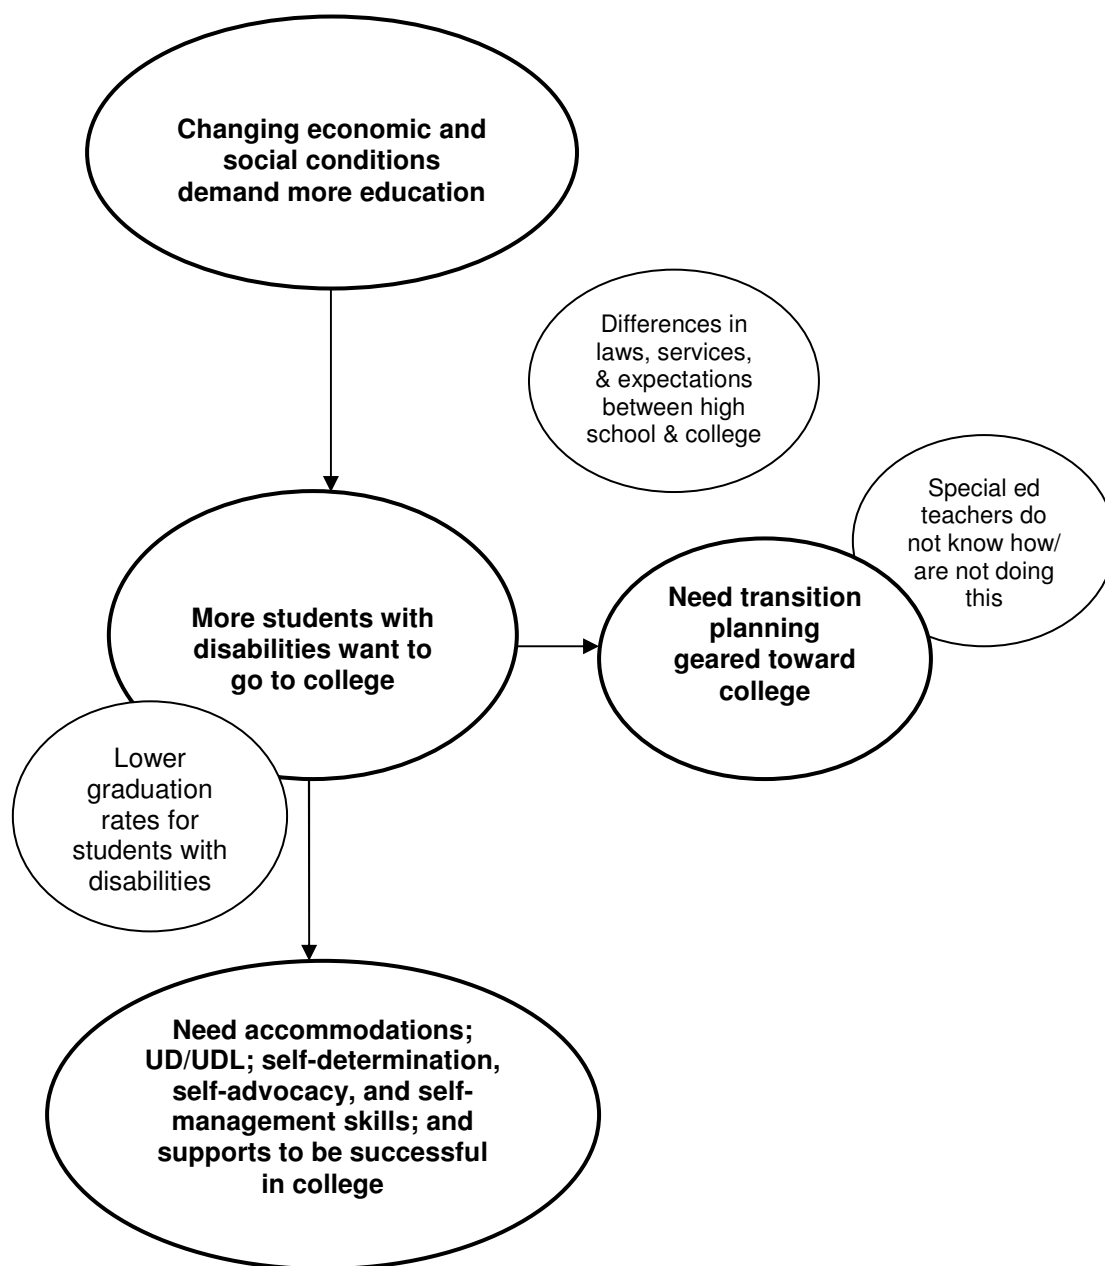 Changing economic and
social conditions
demand more education
Differences in
laws, services,
& expectations
between high
school & college
Special ed
teachers do
not know how/
are not doing
this
More students with
disabilities want to
go to college
Need transition
planning
geared toward
college
Lower
graduation
rates for
students with
disabilities
Need accommodations;
UD/UDL; self-determination,
self-advocacy, and self-
management skills; and
supports to be successful
in college